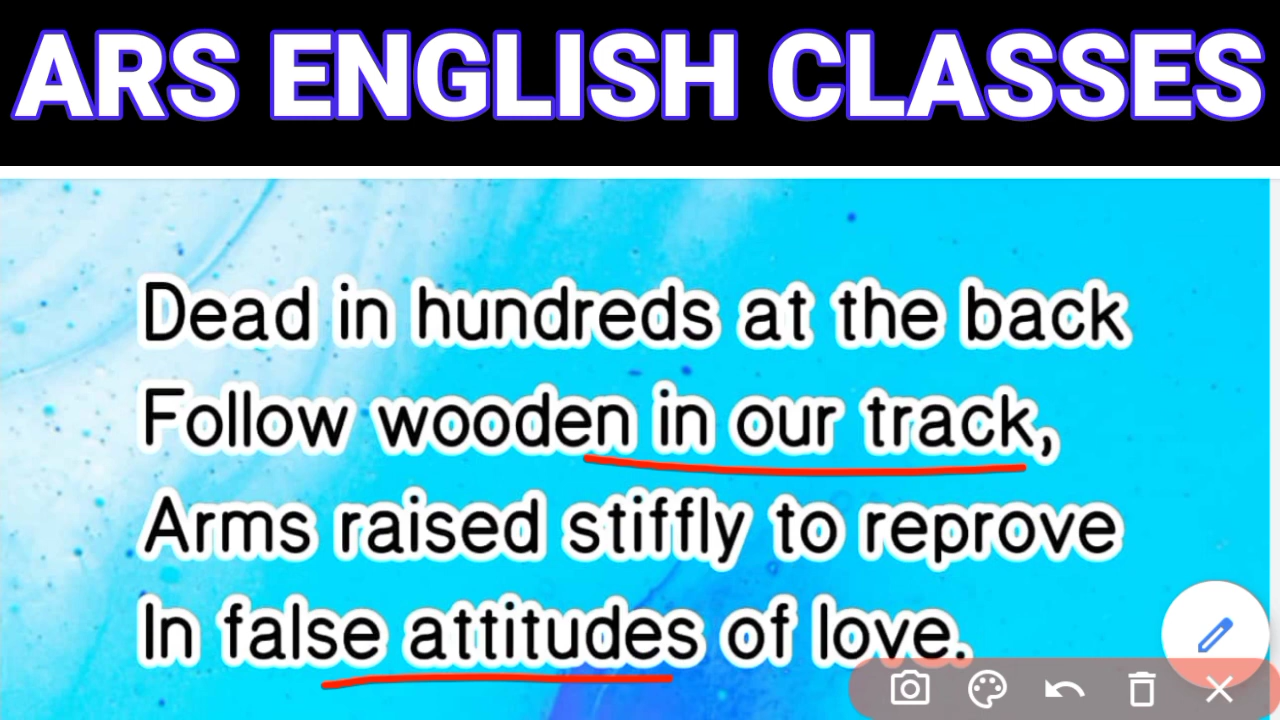 ARS ENGLISH CLASSES
Dead in hundreds at the back
Follow wooden in our track,
Arms raised stiffly to reprove
In false attitudes of love.